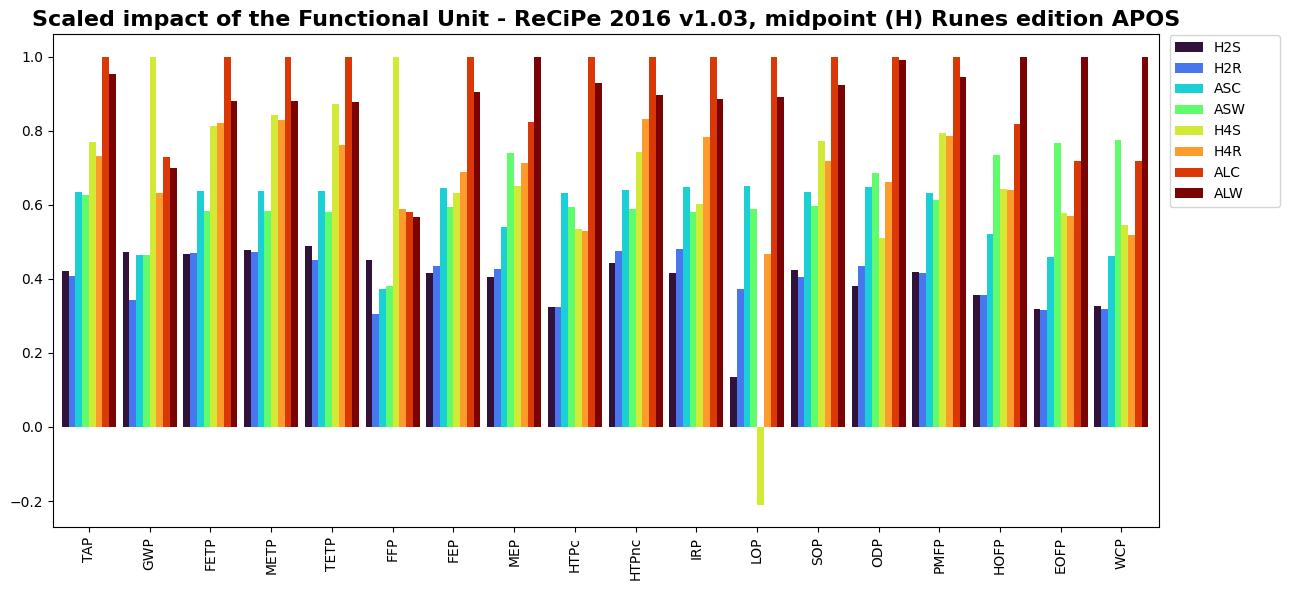 Scaled impact of the Functional Unit - ReCiPe 2016 v1.03, midpoint (H) Runes edition APOS
1.0
0.8
0.6
0.4
0.2
0.0
−0.2
TAP
GWP
FETP
METP
TETP
FFP
FEP
MEP
HTPc
HTPnc
IRP
LOP
SOP
ODP
PMFP
HOFP
EOFP
WCP
H2S
H2R
ASC
ASW
H4S
H4R
ALC
ALW